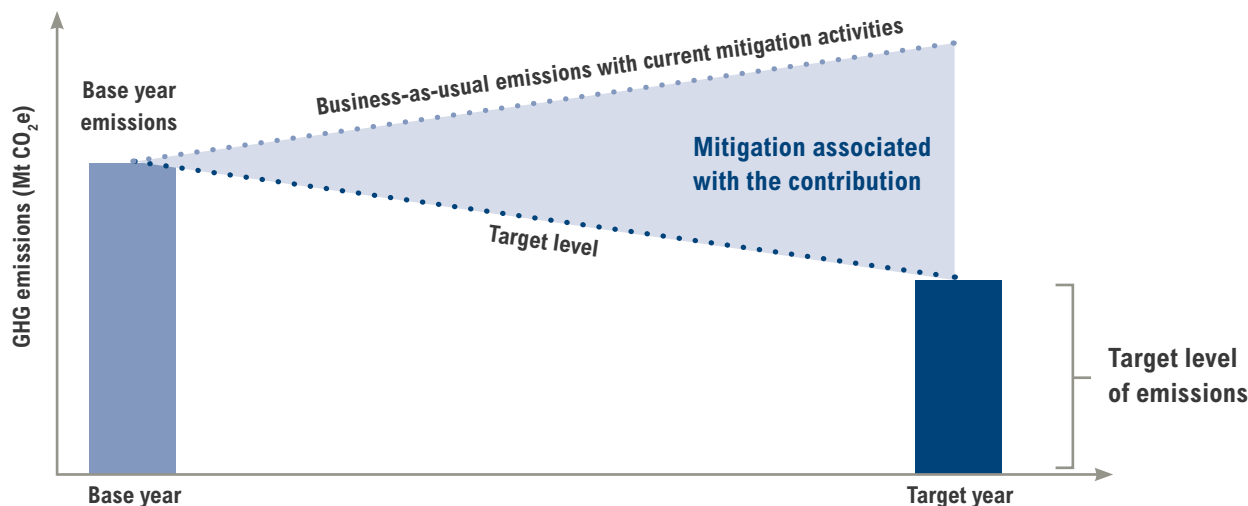 Business-as-usual emissions with current mitigation activities
Base year
emissions
GHG emissions (Mt CO₂e)
Mitigation associated
with the contribution
Target level
Target level
of emissions
Base year
Target year